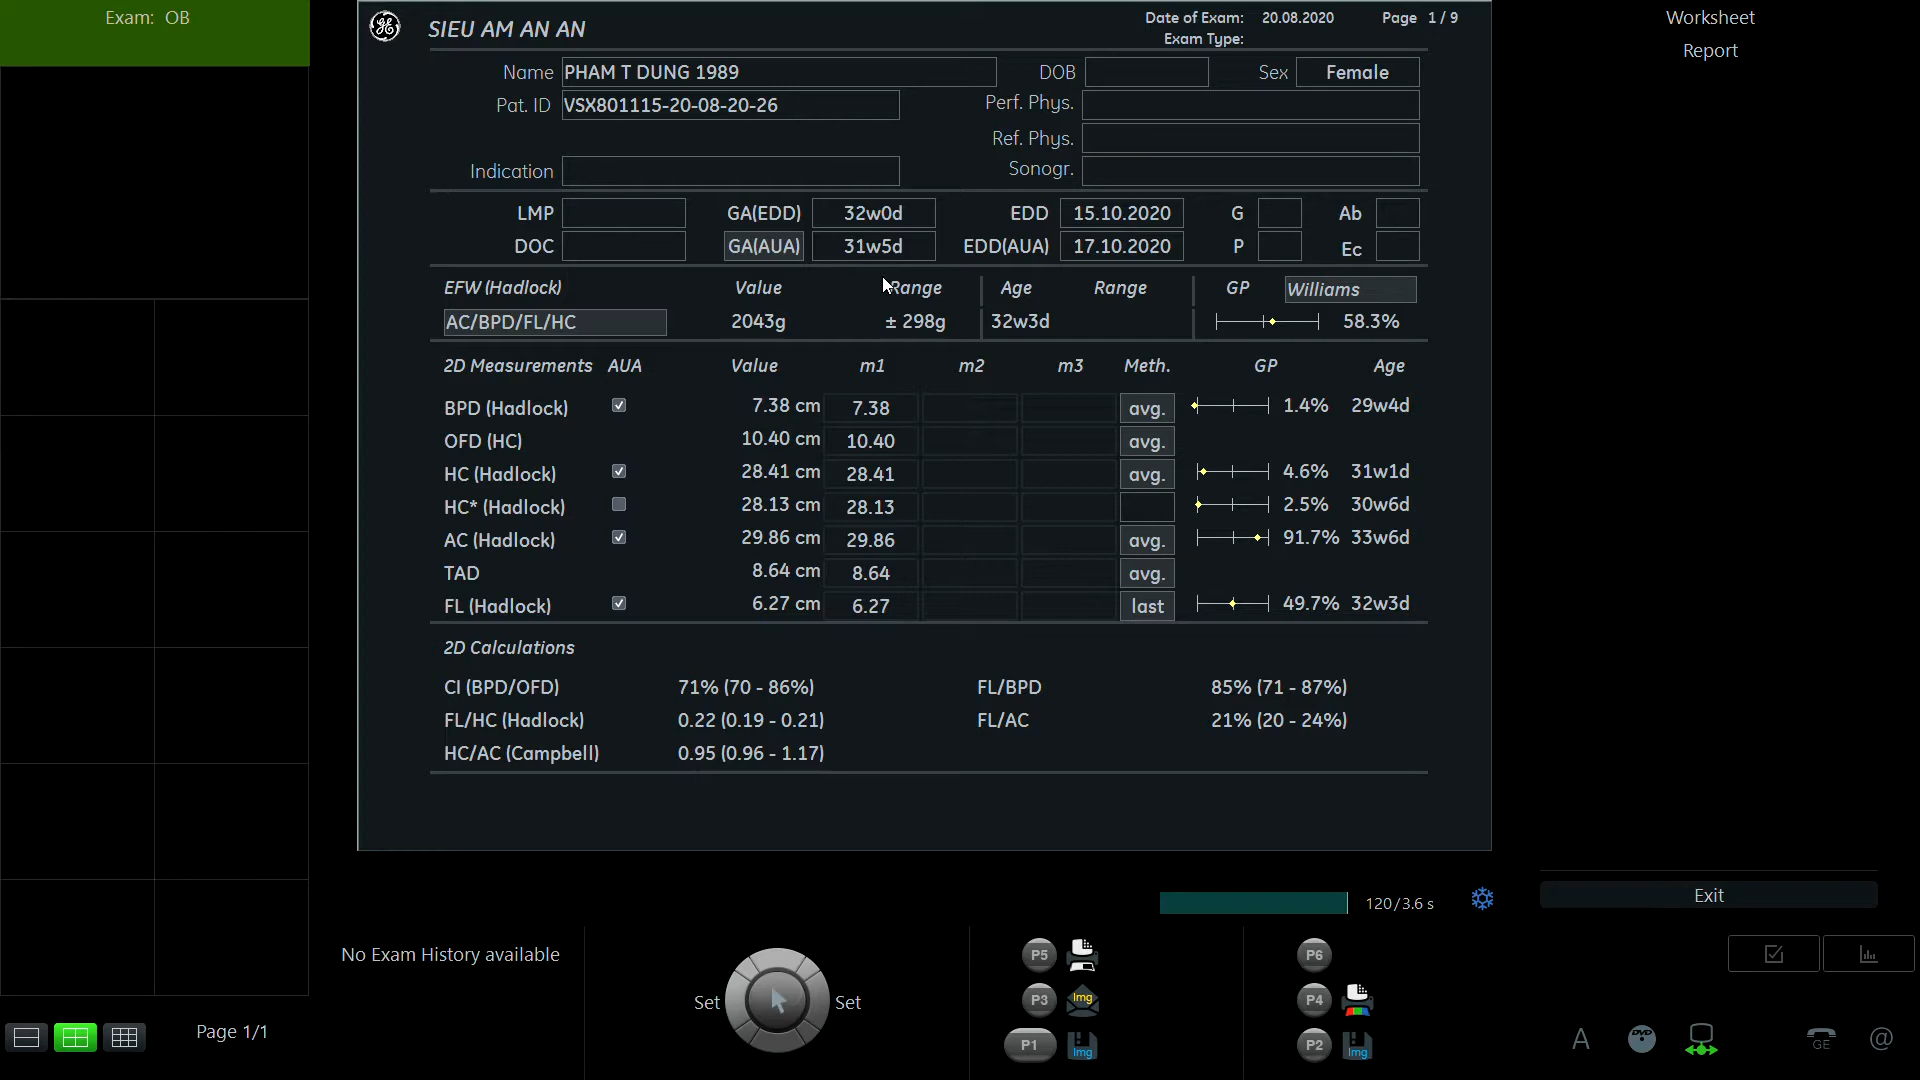 Exam: OB
SIEU AM AN AN
Date of Exam: 20.08.2020 Page 1 / 9
Exam Type:
Worksheet
Report
Name PHAM T DUNG 1989 DOB Sex Female
Pat. ID VSX801115-20-08-20-26 Perf. Phys.
Ref. Phys.
Indication Sonogr.
LMP GA(EDD) 32w0d EDD 15.10.2020 G Ab
DOC GA(AUA) 31w5d EDD(AUA) 17.10.2020 P Ec
EFW (Hadlock) Value Range Age Range GP Williams
AC/BPD/FL/HC 2043g ± 298g 32w3d 58.3%
2D Measurements AUA Value m1 m2 m3 Meth. GP Age
BPD (Hadlock) 7.38 cm 7.38 avg. 1.4% 29w4d
OFD (HC) 10.40 cm 10.40 avg.
HC (Hadlock) 28.41 cm 28.41 avg. 4.6% 31w1d
HC* (Hadlock) 28.13 cm 28.13 2.5% 30w6d
AC (Hadlock) 29.86 cm 29.86 avg. 91.7% 33w6d
TAD 8.64 cm 8.64 avg.
FL (Hadlock) 6.27 cm 6.27 last 49.7% 32w3d
2D Calculations
CI (BPD/OFD) 71% (70 - 86%) FL/BPD 85% (71 - 87%)
FL/HC (Hadlock) 0.22 (0.19 - 0.21) FL/AC 21% (20 - 24%)
HC/AC (Campbell) 0.95 (0.96 - 1.17)
120/3.6 s
Exit
No Exam History available
Set Set
P5 P6
P3 Img P4
P1 Img P2 Img
Page 1/1
A DVD GE @